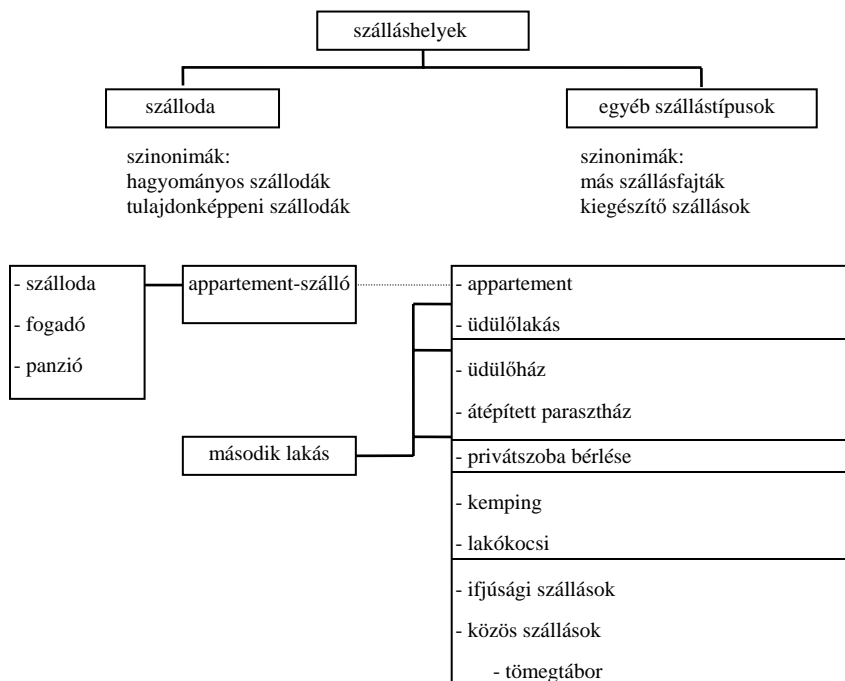 szálláshelyek
szálloda
egyéb szállástípusok
szinonimák:
hagyományos szállodák
tulajdonképpeni szállodák
szinonimák:
más szállásfajták
kiegészítő szállások
- szálloda
- fogadó
- panzió
appartement-szálló
második lakás
- appartement
- üdülőlakás
- üdülőház
- átépített parasztház
- privátszoba bérlése
- kemping
- lakókocsi
- ifjúsági szállások
- közös szállások
- tömegtábor